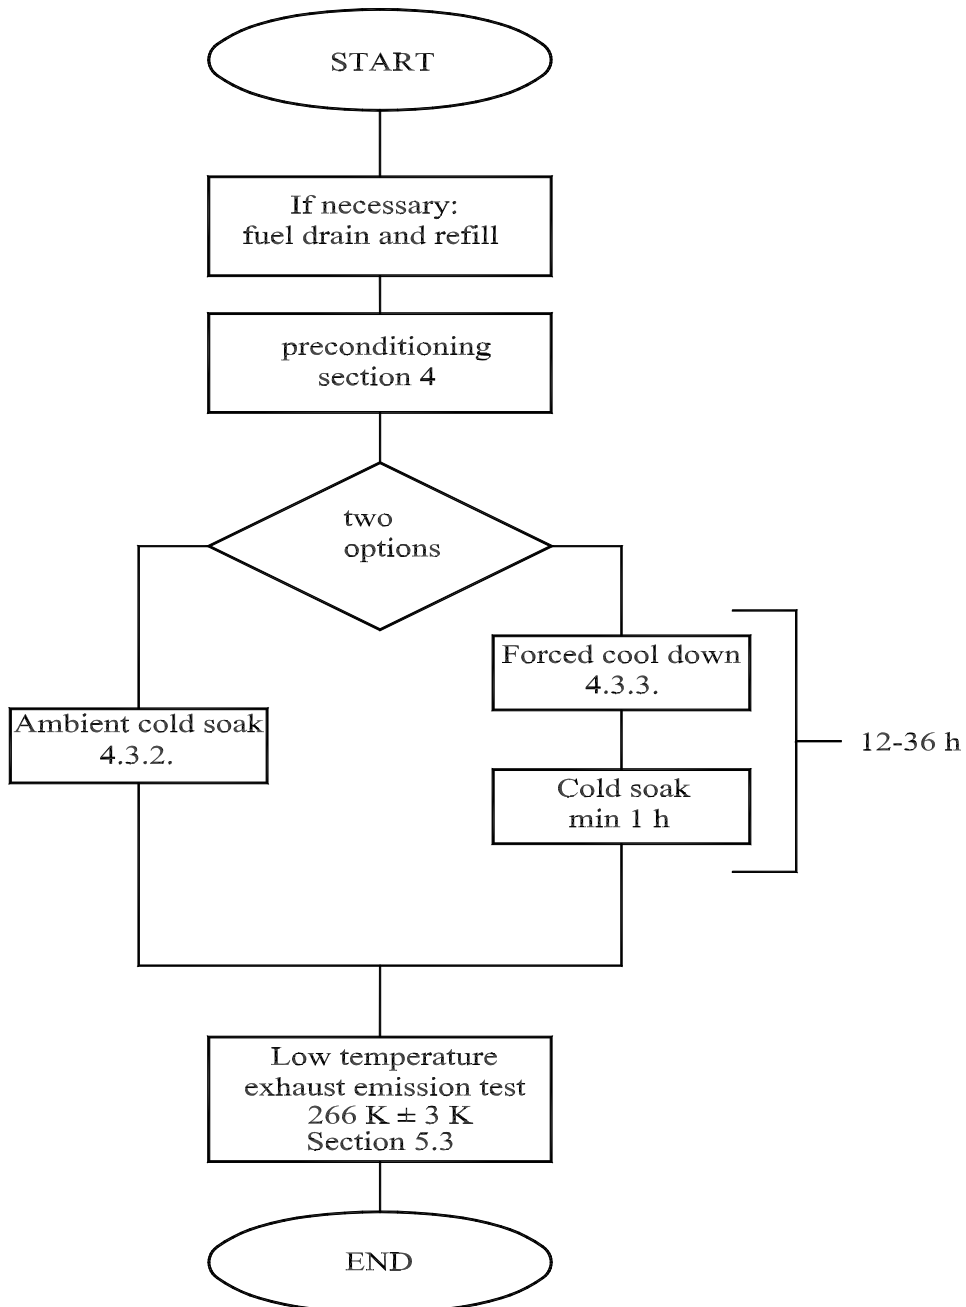 START
If necessary:
fuel drain and refill
preconditioning
section 4
two
options
Forced cool down
4.3.3.
Ambient cold soak
4.3.2.
12-36 h
Cold soak
min 1 h
Low temperature
exhaust emission test
266 K ± 3 K
Section 5.3
END